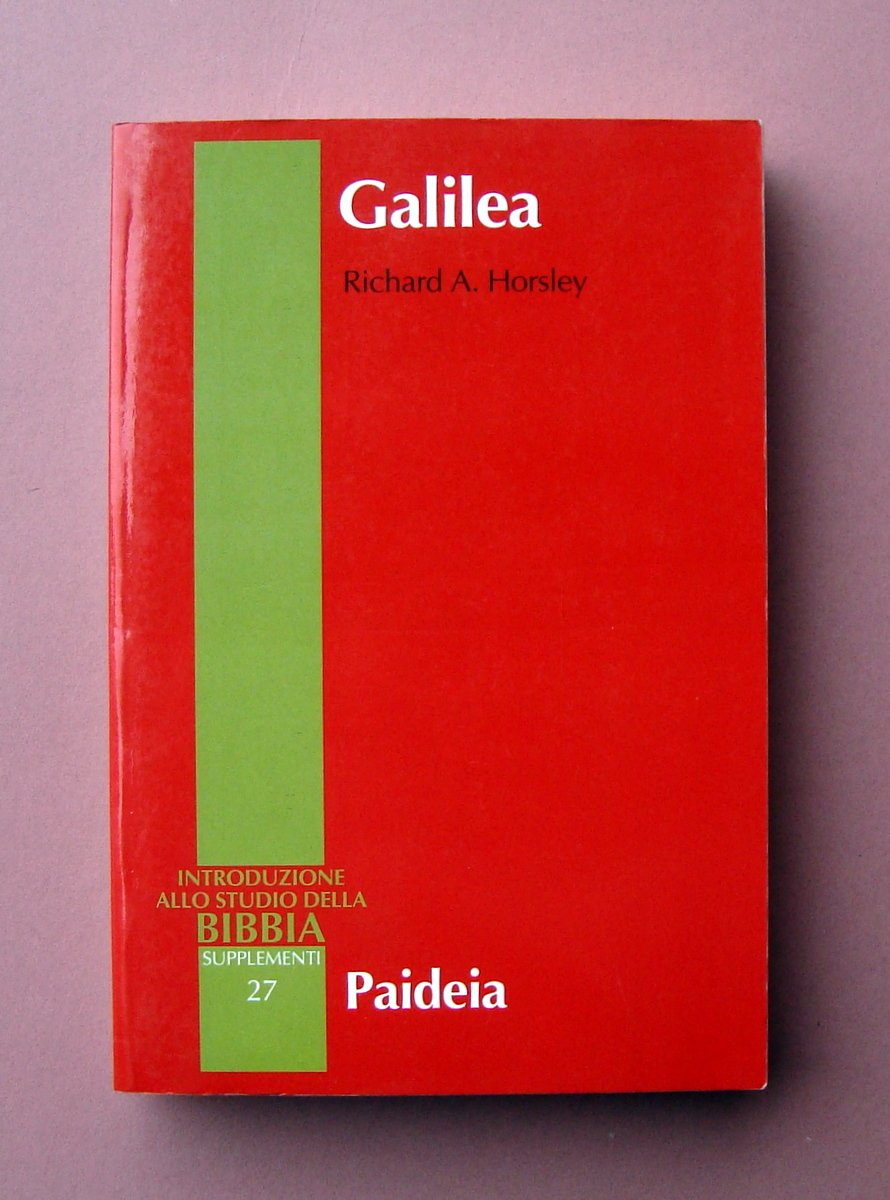 Galilea
Richard A. Horsley
INTRODUZIONE
ALLO STUDIO DELLA
BIBBIA
SUPPLEMENTI
27
Paideia